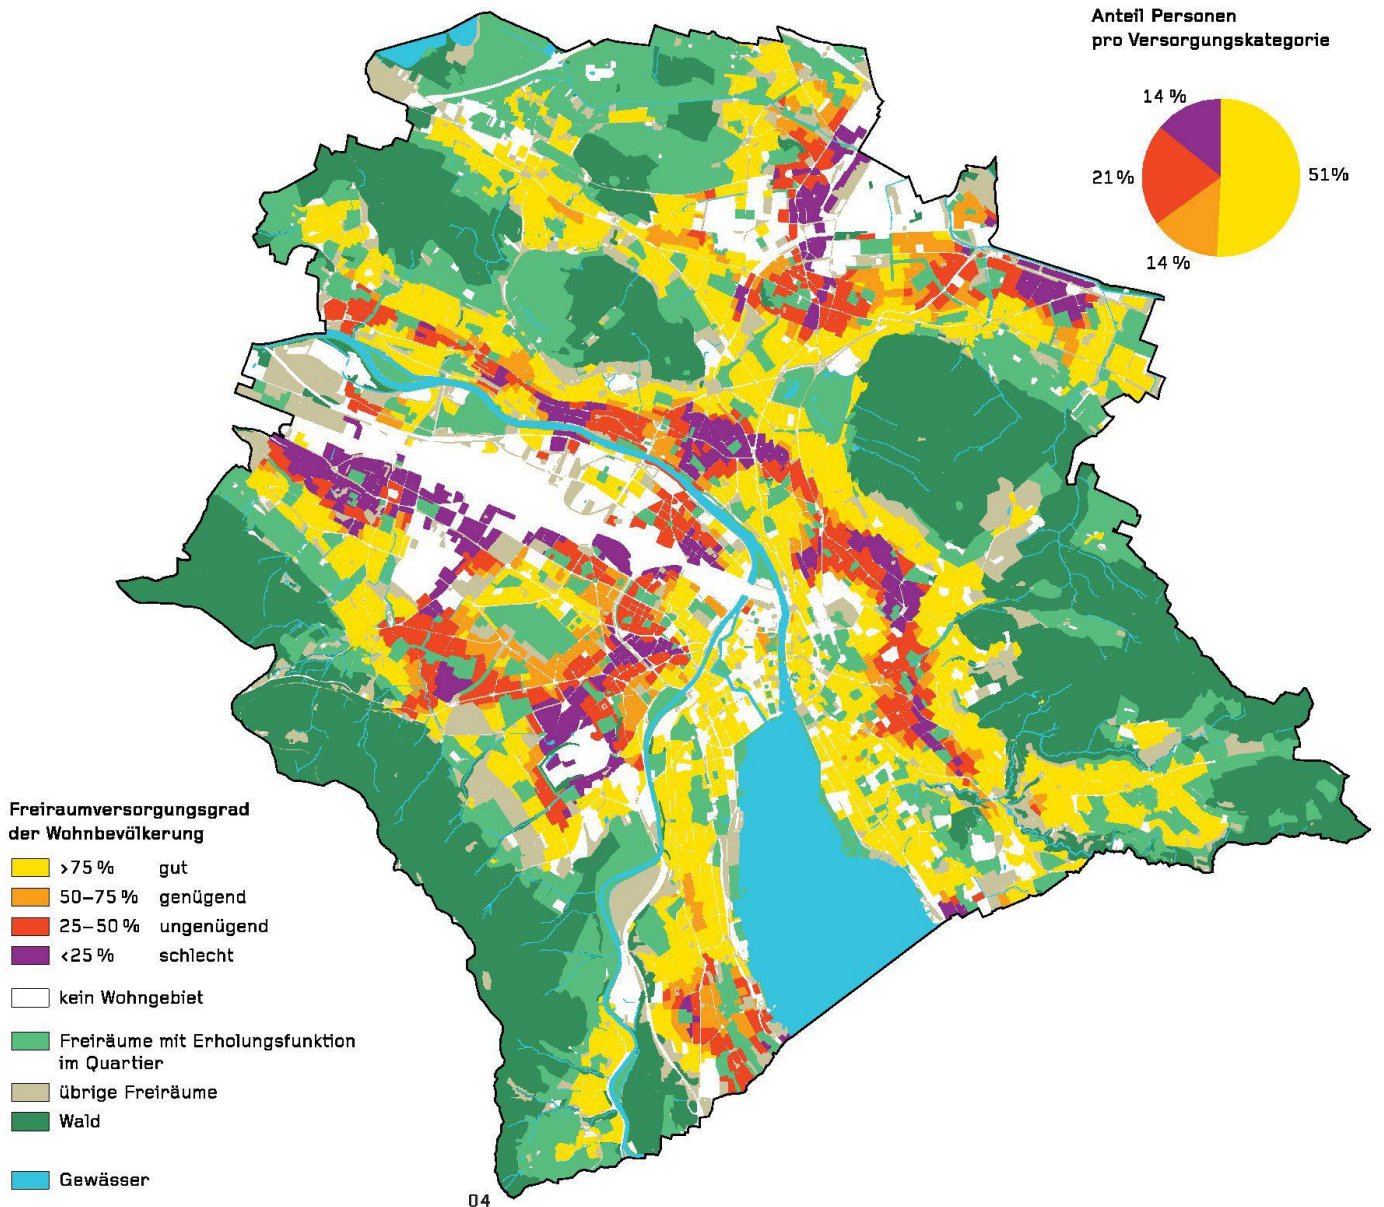 Anteil Personen
pro Versorgungskategorie
14 %
21 %
51%
14 %
Freiraumversorgungsgrad
der Wohnbevölkerung
>75 % gut
50–75 % genügend
25–50 % ungenügend
<25 % schlecht
kein Wohngebiet
Freiräume mit Erholungsfunktion
im Quartier
übrige Freiräume
Wald
Gewässer
04